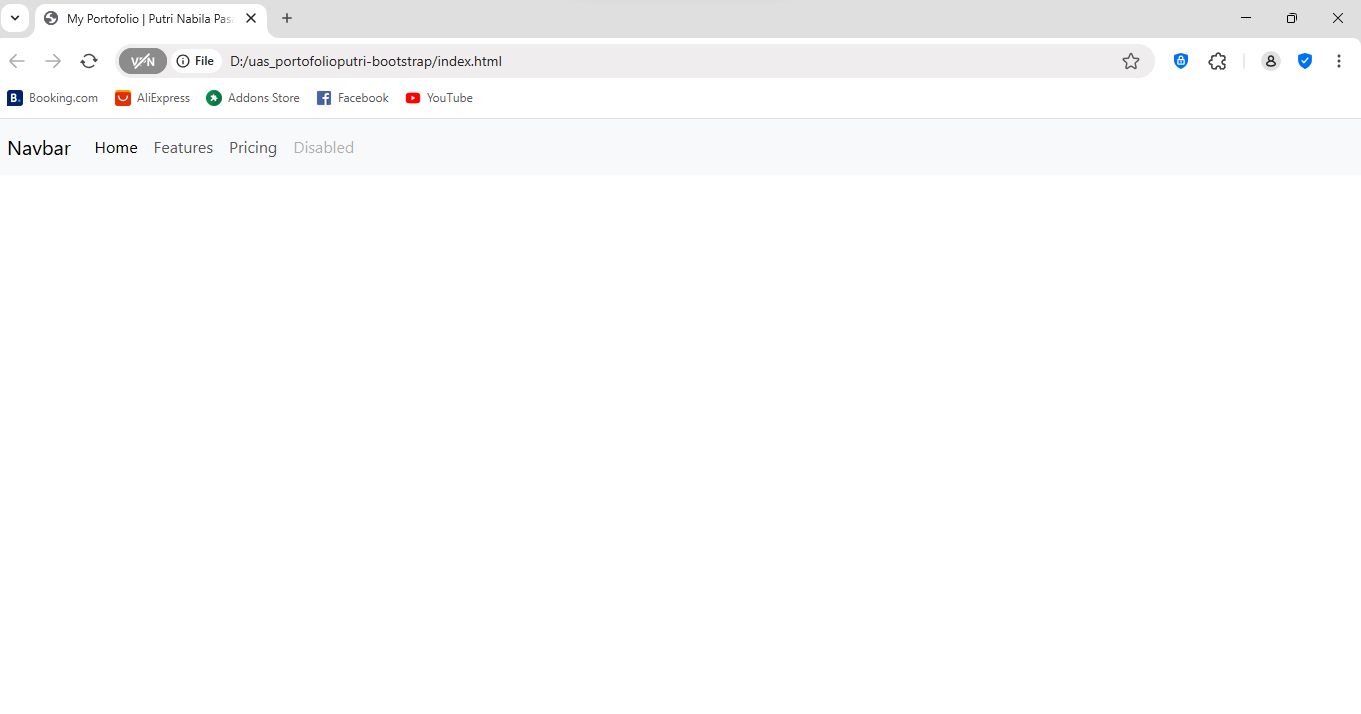 My Portofolio | Putri Nabila Pasa
VPN File D:/uas_portofolioputri-bootstrap/index.html
B. Booking.com AliExpress Addons Store Facebook YouTube
Navbar Home Features Pricing Disabled